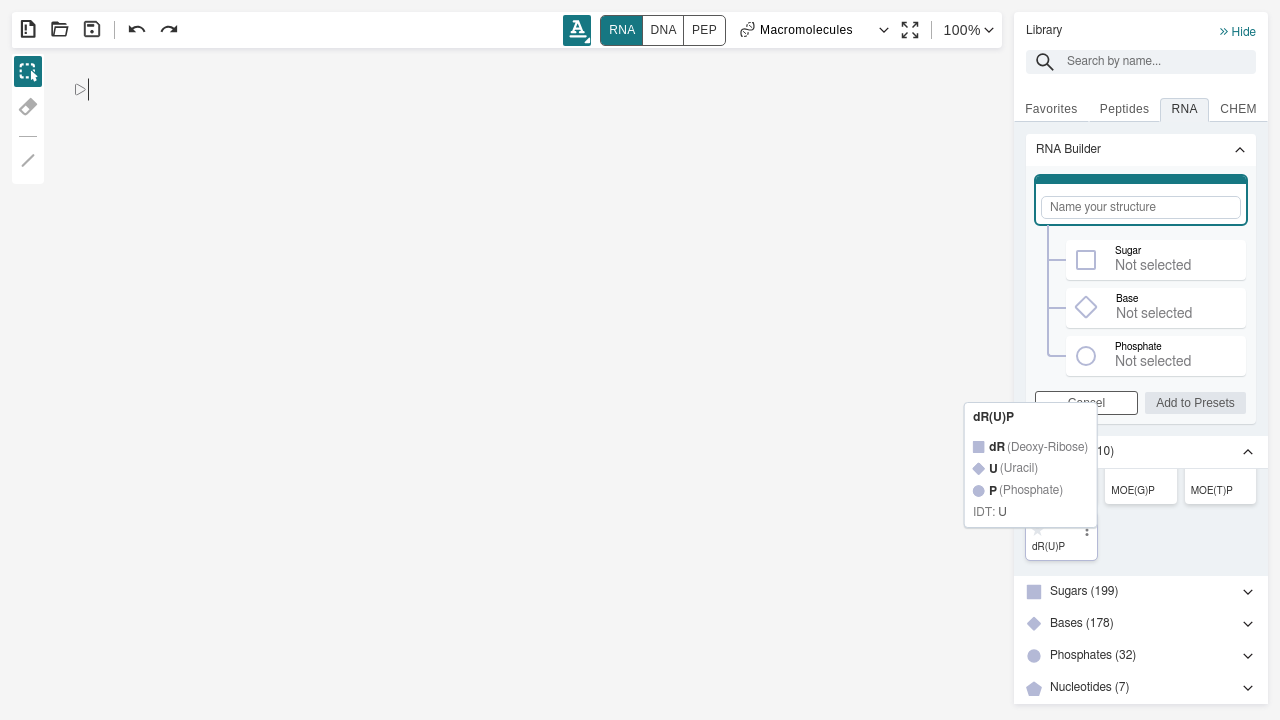 RNA
DNA
PEP
Macromolecules
100%
Library
Hide
Search by name...
Favorites
Peptides
RNA
CHEM
RNA Builder
Name your structure
Sugar
Not selected
Base
Not selected
Phosphate
Not selected
Cancel
Add to Presets
dR(U)P
dR (Deoxy-Ribose)
U (Uracil)
P (Phosphate)
IDT: U
10)
MOE(G)P
MOE(T)P
dR(U)P
Sugars (199)
Bases (178)
Phosphates (32)
Nucleotides (7)